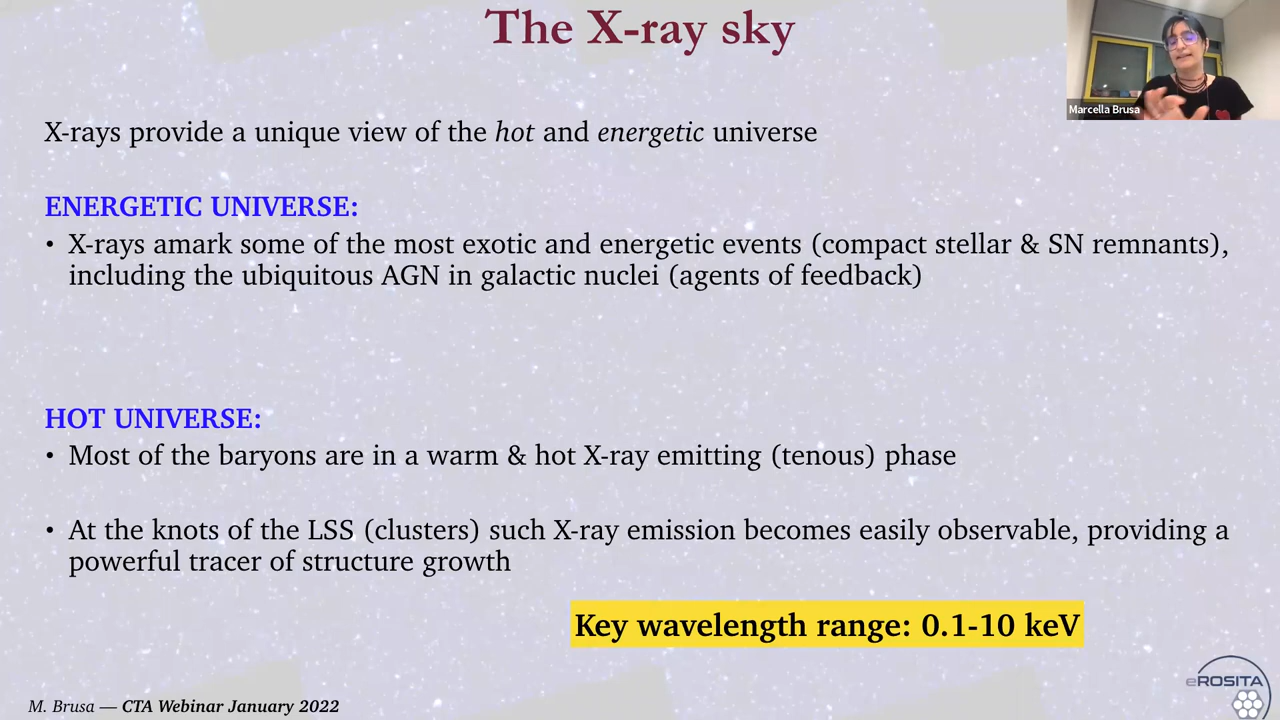 The X-ray sky
Marcella Brusa
X-rays provide a unique view of the hot and energetic universe
ENERGETIC UNIVERSE:
• X-rays amark some of the most exotic and energetic events (compact stellar & SN remnants),
including the ubiquitous AGN in galactic nuclei (agents of feedback)
HOT UNIVERSE:
• Most of the baryons are in a warm & hot X-ray emitting (tenous) phase
• At the knots of the LSS (clusters) such X-ray emission becomes easily observable, providing a
powerful tracer of structure growth
Key wavelength range: 0.1-10 keV
eROSITA
M. Brusa — CTA Webinar January 2022